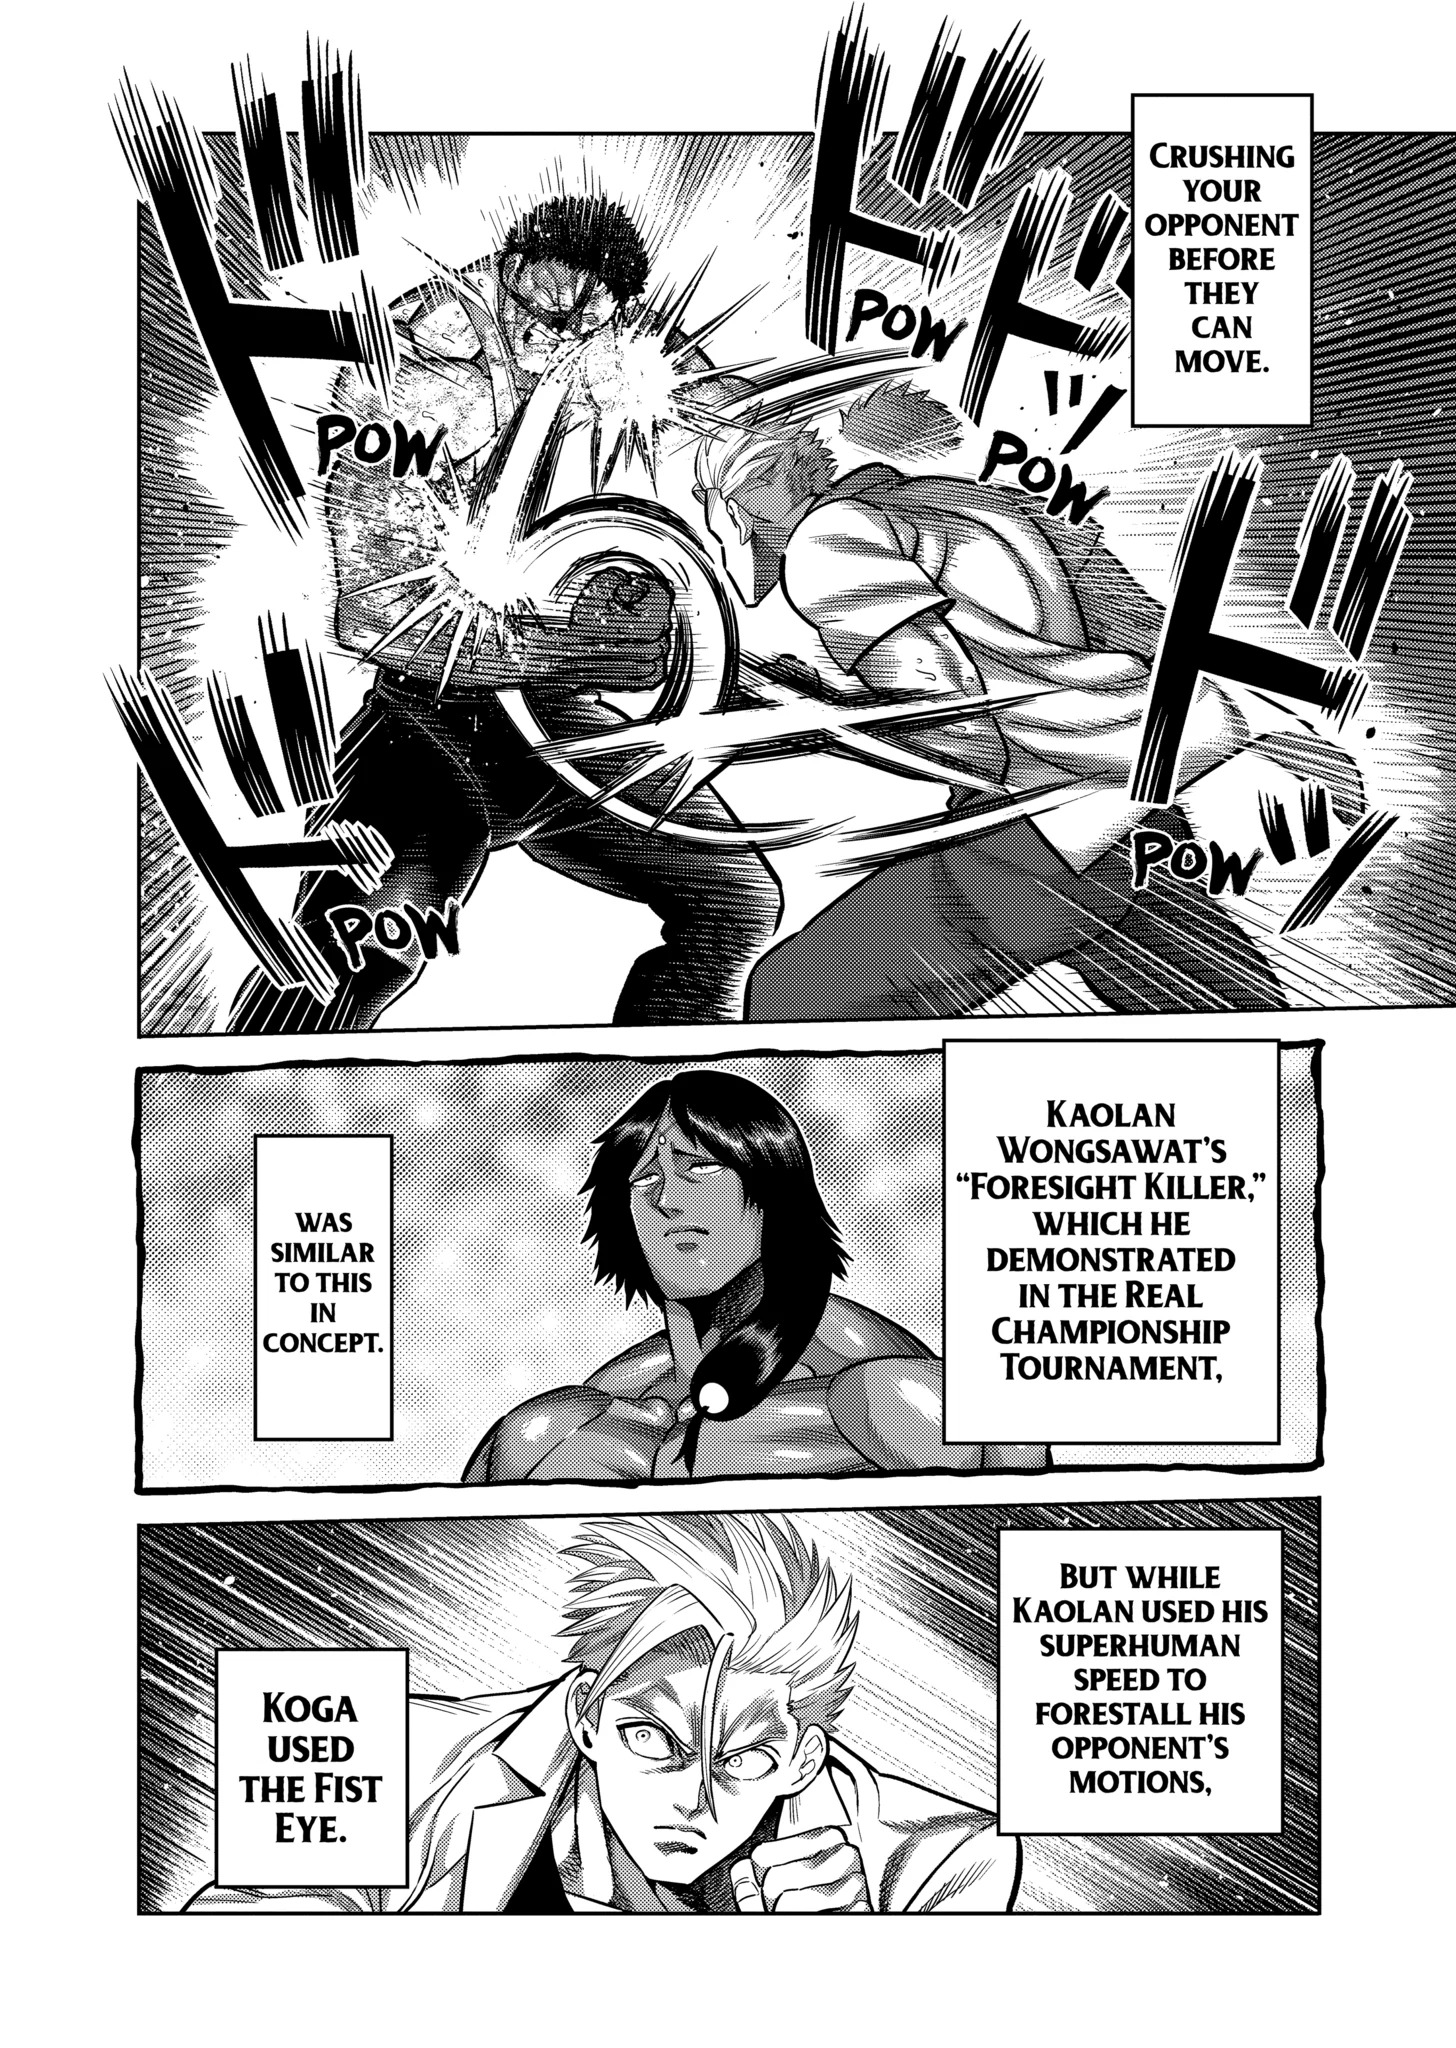 CRUSHING
YOUR
OPPONENT
BEFORE
THEY
CAN
MOVE.
ドドドドッ
POW
POW
POW
ドドッ
POW
POW
KAOLAN
WONGSAWAT'S
“FORESIGHT KILLER,”
WHICH HE
DEMONSTRATED
IN THE REAL
CHAMPIONSHIP
TOURNAMENT,
WAS
SIMILAR
TO THIS
IN
CONCEPT.
BUT WHILE
KAOLAN USED HIS
SUPERHUMAN
SPEED TO
FORESTALL HIS
OPPONENT'S
MOTIONS,
KOGA
USED
THE FIST
EYE.